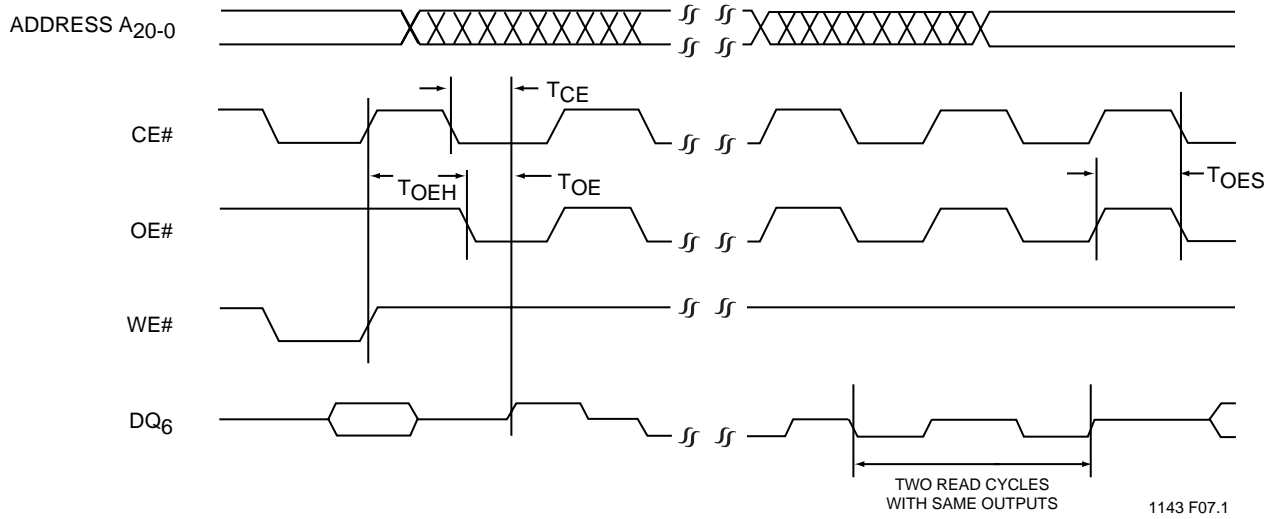 ADDRESS A20-0
TCE
CE#
TOEH
TOE
TOES
OE#
WE#
DQ6
TWO READ CYCLES
WITH SAME OUTPUTS
1143 F07.1